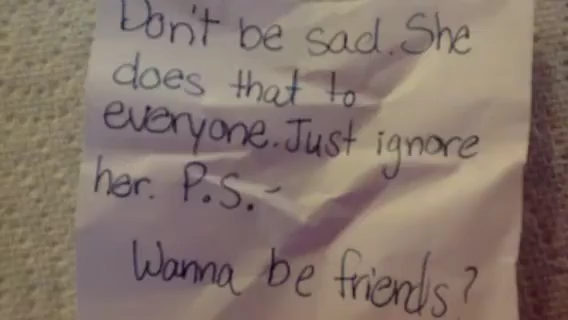 Don't be sad. She
does that to
everyone. Just ignore
her. P.S.-
Wanna be friends?